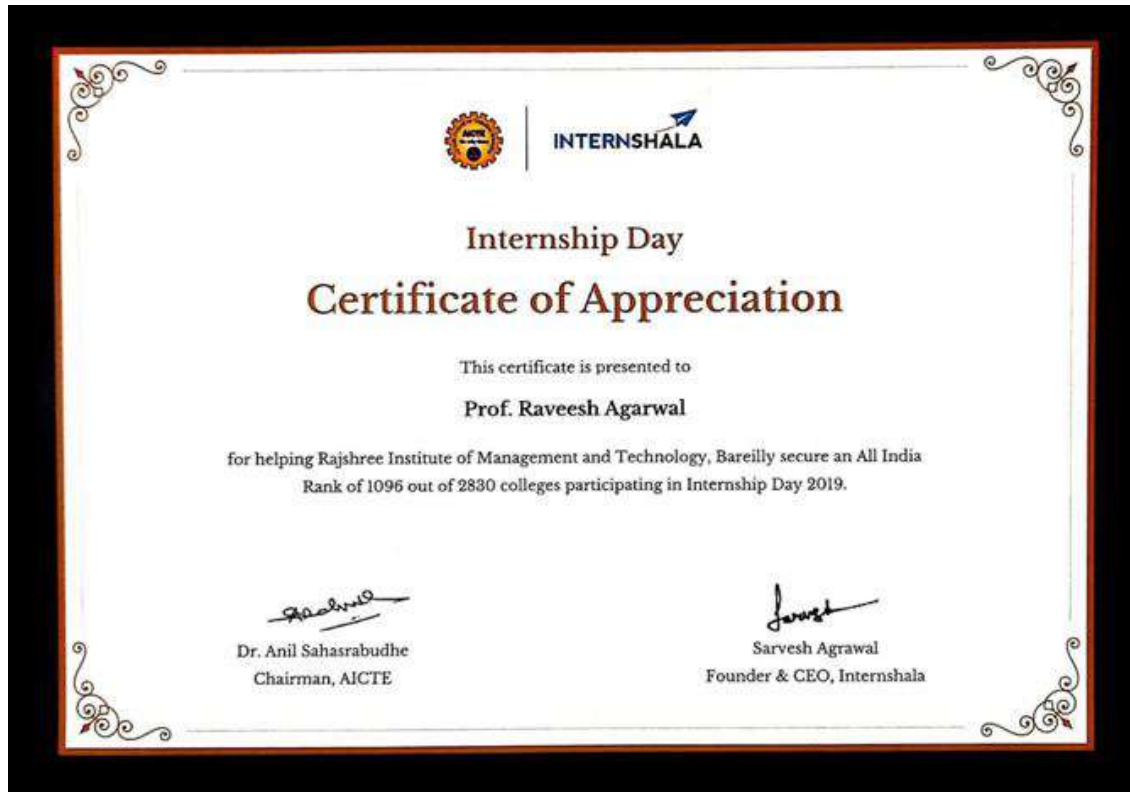 AICTE
INTERNSHALA
Internship Day
Certificate of Appreciation
This certificate is presented to
Prof. Raveesh Agarwal
for helping Rajshree Institute of Management and Technology, Bareilly secure an All India
Rank of 1096 out of 2830 colleges participating in Internship Day 2019.
Dr. Anil Sahasrabudhe
Chairman, AICTE
Sarvesh Agrawal
Founder & CEO, Internshala